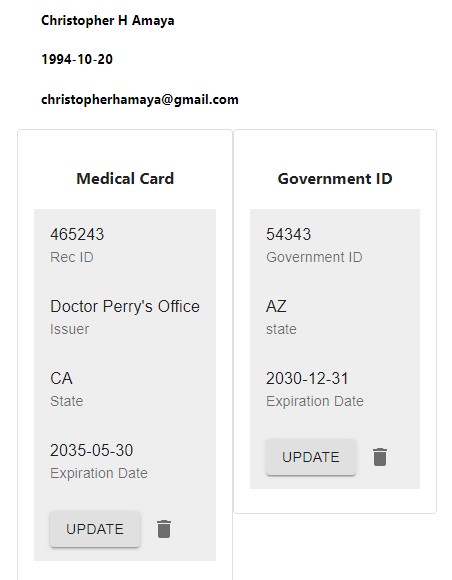 Christopher H Amaya
1994-10-20
christopherhamaya@gmail.com
Medical Card
465243
Rec ID
Doctor Perry's Office
Issuer
CA
State
2035-05-30
Expiration Date
UPDATE
Government ID
54343
Government ID
AZ
state
2030-12-31
Expiration Date
UPDATE